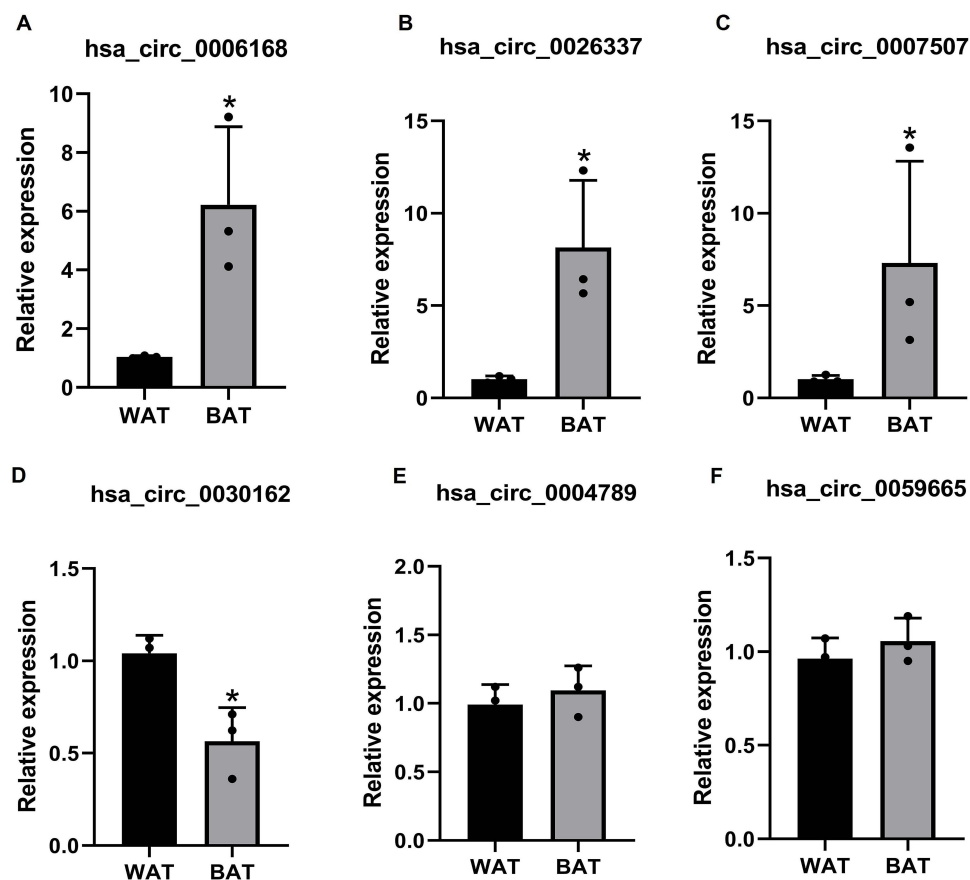 A
hsa_circ_0006168
Relative expression
10
8
6
4
2
0
*
WAT BAT
B
hsa_circ_0026337
Relative expression
15
10
5
0
*
WAT BAT
C
hsa_circ_0007507
Relative expression
15
10
5
0
*
WAT BAT
D
hsa_circ_0030162
Relative expression
1.5
1.0
0.5
0.0
*
WAT BAT
E
hsa_circ_0004789
Relative expression
2.0
1.5
1.0
0.5
0.0
WAT BAT
F
hsa_circ_0059665
Relative expression
1.5
1.0
0.5
0.0
WAT BAT